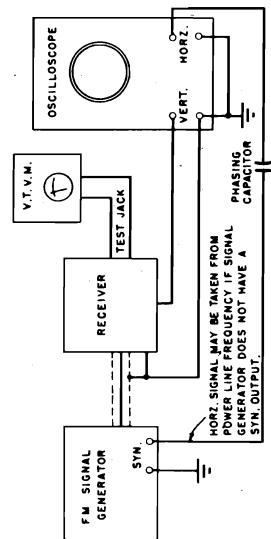 FM SIGNAL
GENERATOR
SYN.
RECEIVER
TEST JACK
V.T.V.M.
OSCILLOSCOPE
VERT.
HORZ.
PHASING
CAPACITOR
HORZ. SIGNAL MAY BE TAKEN FROM
POWER LINE FREQUENCY IF SIGNAL
GENERATOR DOES NOT HAVE A
SYN. OUTPUT.